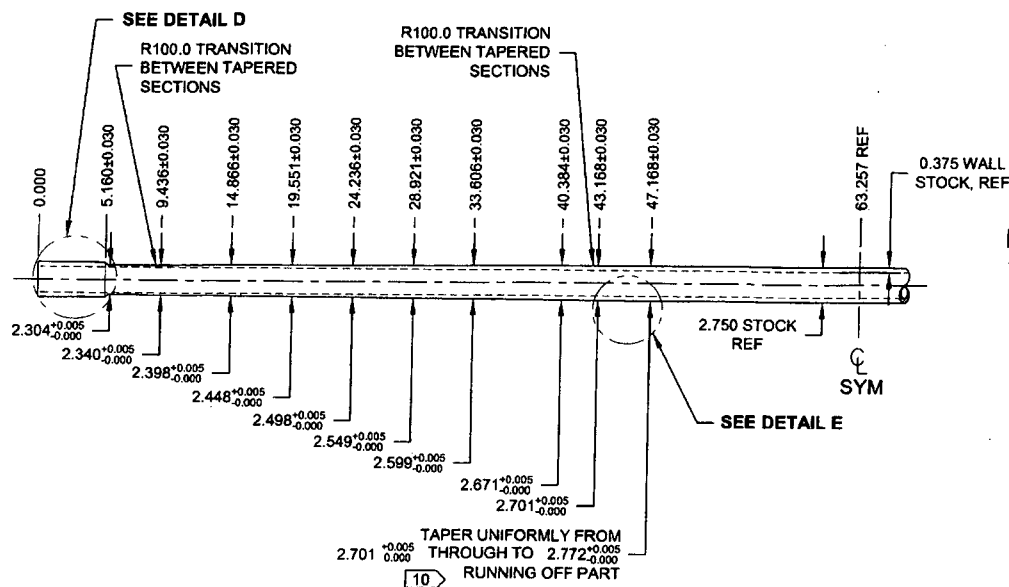 SEE DETAIL D
R100.0 TRANSITION
BETWEEN TAPERED
SECTIONS
R100.0 TRANSITION
BETWEEN TAPERED
SECTIONS
0.000
5.160±0.030
9.436±0.030
14.866±0.030
19.551±0.030
24.236±0.030
28.921±0.030
33.606±0.030
40.384±0.030
43.168±0.030
47.168±0.030
63.257 REF
0.375 WALL
STOCK, REF
2.304 +0.005 -0.000
2.340 +0.005 -0.000
2.398 +0.005 -0.000
2.448 +0.005 -0.000
2.498 +0.005 -0.000
2.549 +0.005 -0.000
2.599 +0.005 -0.000
2.671 +0.005 -0.000
2.701 +0.005 -0.000
2.750 STOCK
REF
℄
SYM
SEE DETAIL E
TAPER UNIFORMLY FROM
2.701 +0.005 0.000 THROUGH TO 2.772 +0.005 -0.000
10 RUNNING OFF PART